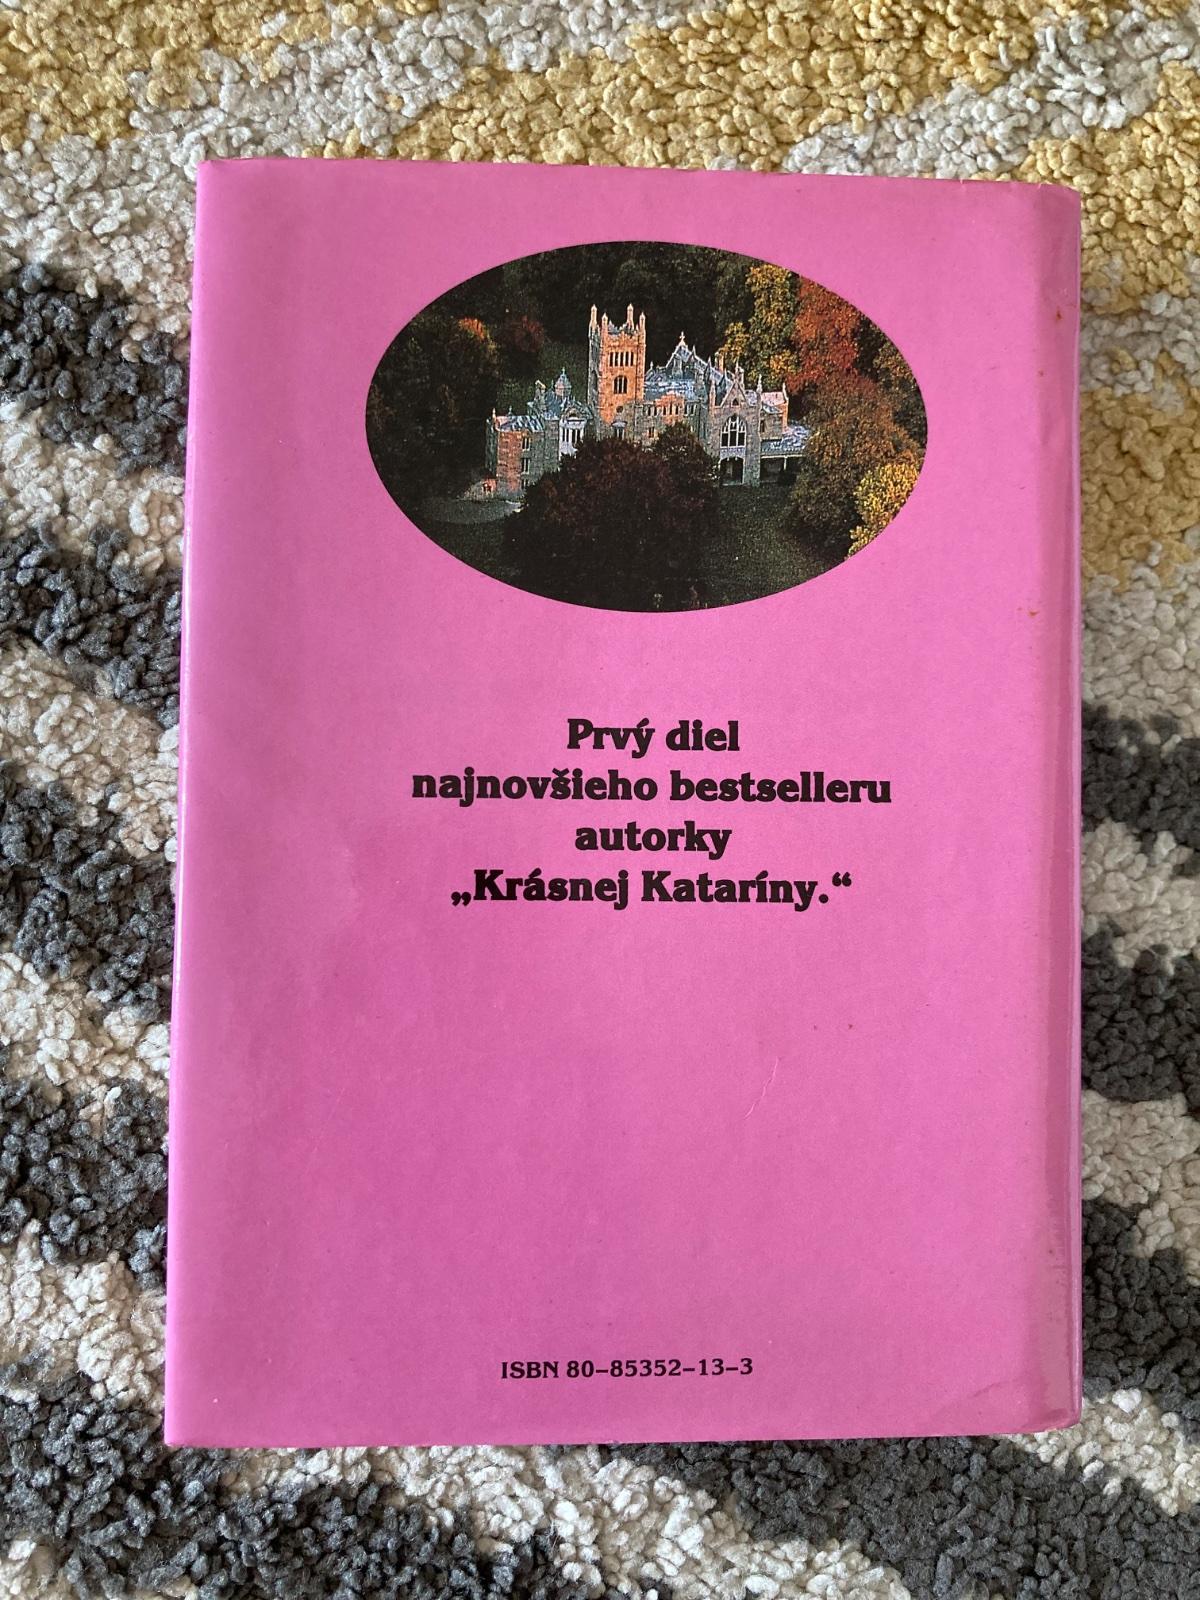 Prvý diel
najnovšieho bestselleru
autorky
„Krásnej Kataríny.“
ISBN 80–85352–13–3